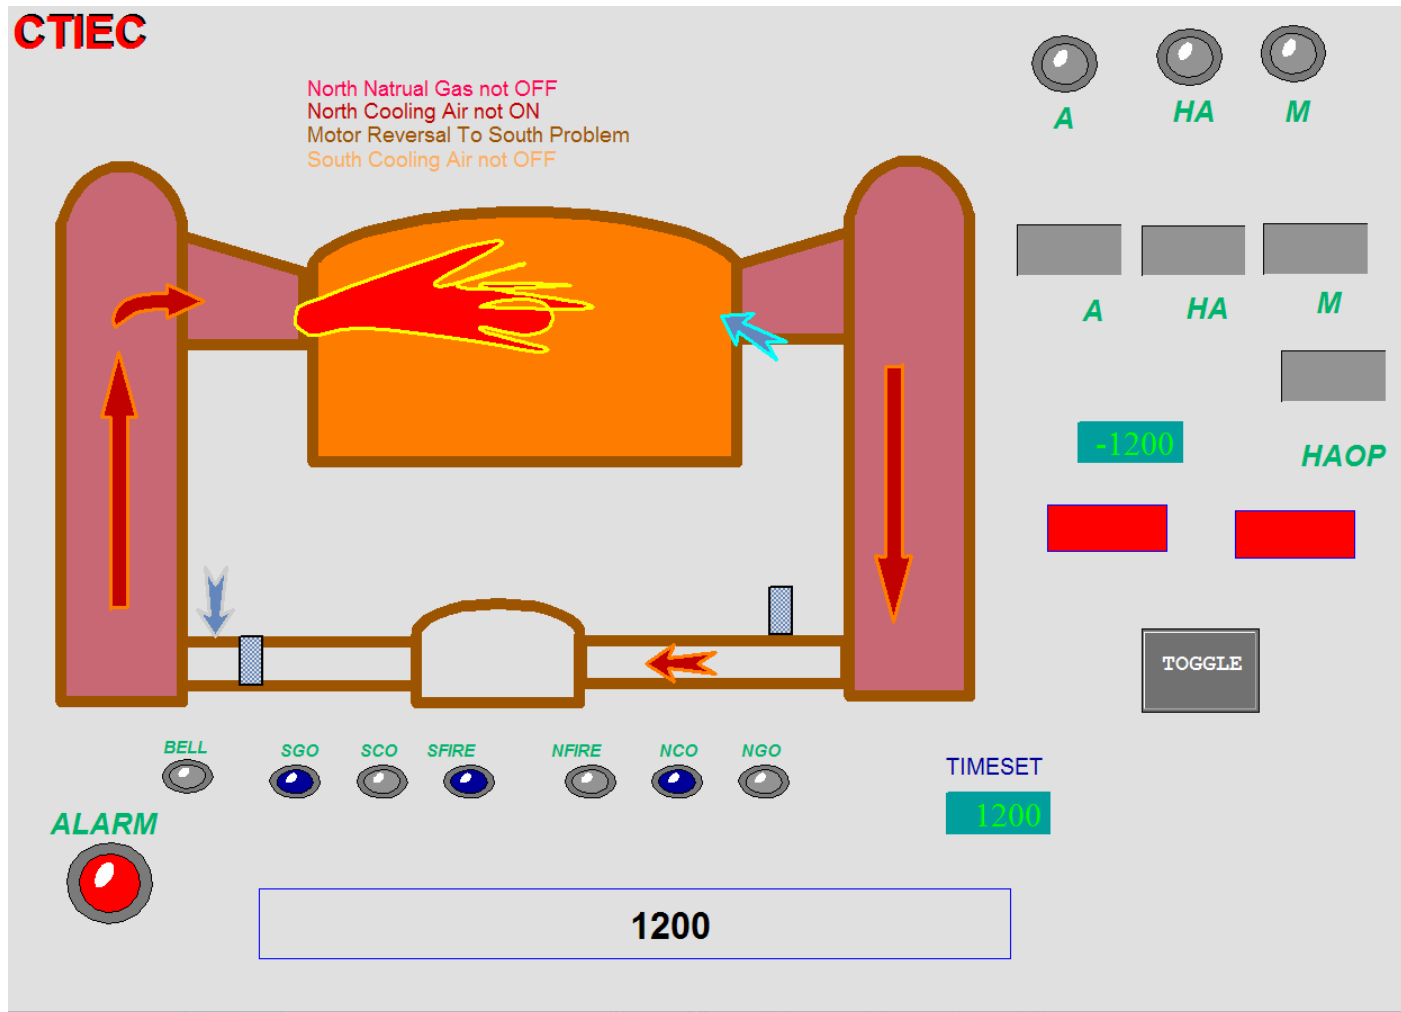 CTIEC
North Natrual Gas not OFF
North Cooling Air not ON
Motor Reversal To South Problem
South Cooling Air not OFF
A HA M
A HA M
-1200
HAOP
TOGGLE
BELL SGO SCO SFIRE NFIRE NCO NGO
TIMESET
1200
ALARM
1200